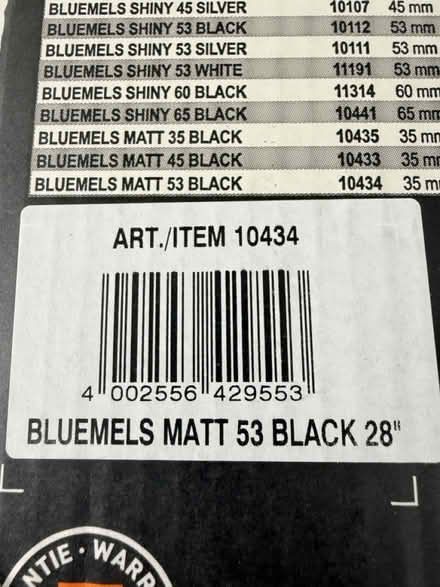 BLUEMELS SHINY 45 SILVER 10107 45 mm
BLUEMELS SHINY 53 BLACK 10112 53 mm
BLUEMELS SHINY 53 SILVER 10111 53 mm
BLUEMELS SHINY 53 WHITE 11191 53 mm
BLUEMELS SHINY 60 BLACK 11314 60 mm
BLUEMELS SHINY 65 BLACK 10441 65 mm
BLUEMELS MATT 35 BLACK 10435 35 mm
BLUEMELS MATT 45 BLACK 10433 35 mm
BLUEMELS MATT 53 BLACK 10434 35 m
ART./ITEM 10434
4 002556 429553
BLUEMELS MATT 53 BLACK 28"
NTIE · WARR